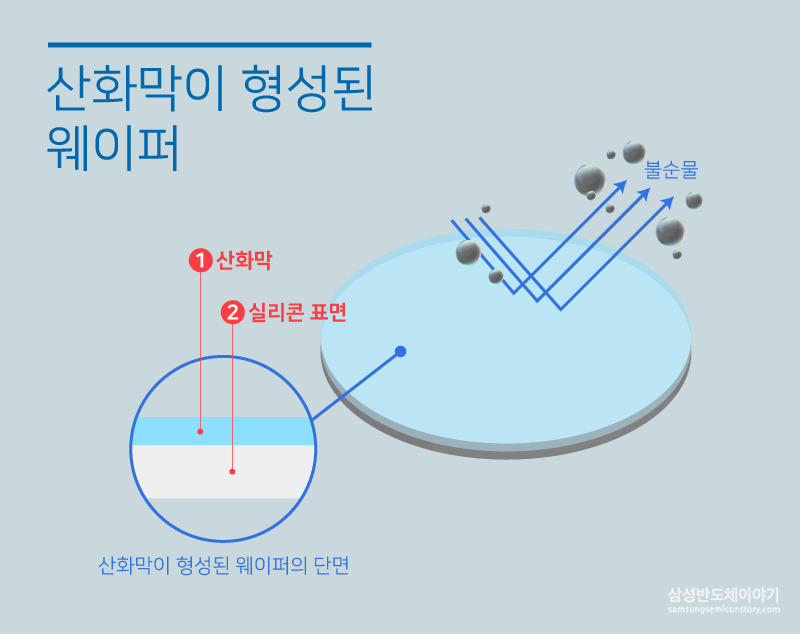 산화막이 형성된
웨이퍼
불순물
1 산화막
2 실리콘 표면
산화막이 형성된 웨이퍼의 단면
삼성반도체이야기
samsungsemiconstory.com